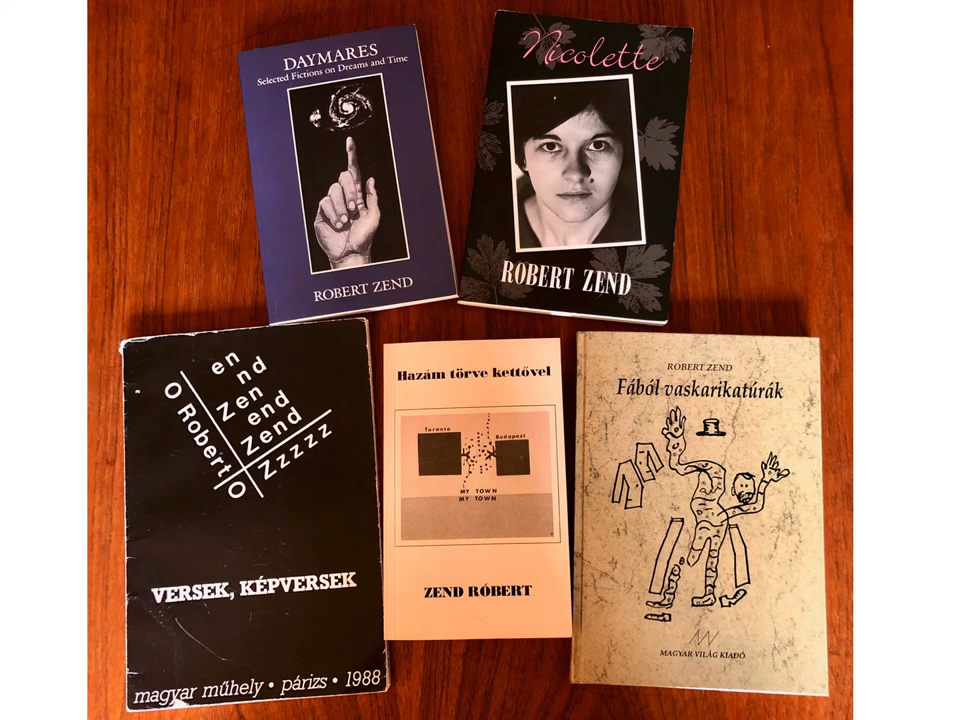 DAYMARES
Selected Fictions on Dreams and Time
ROBERT ZEND
Nicolette
ROBERT ZEND
en
nd
Zen
end
Zend
O Robert O
Zzzzz
VERSEK, KÉPVERSEK
magyar műhely • párizs • 1988
Hazám törve kettővel
Toronto
Budapest
MY TOWN
MY TOWN
ZEND RÓBERT
ROBERT ZEND
Fából vaskarikatúrák
MAGYAR VILÁG KIADÓ